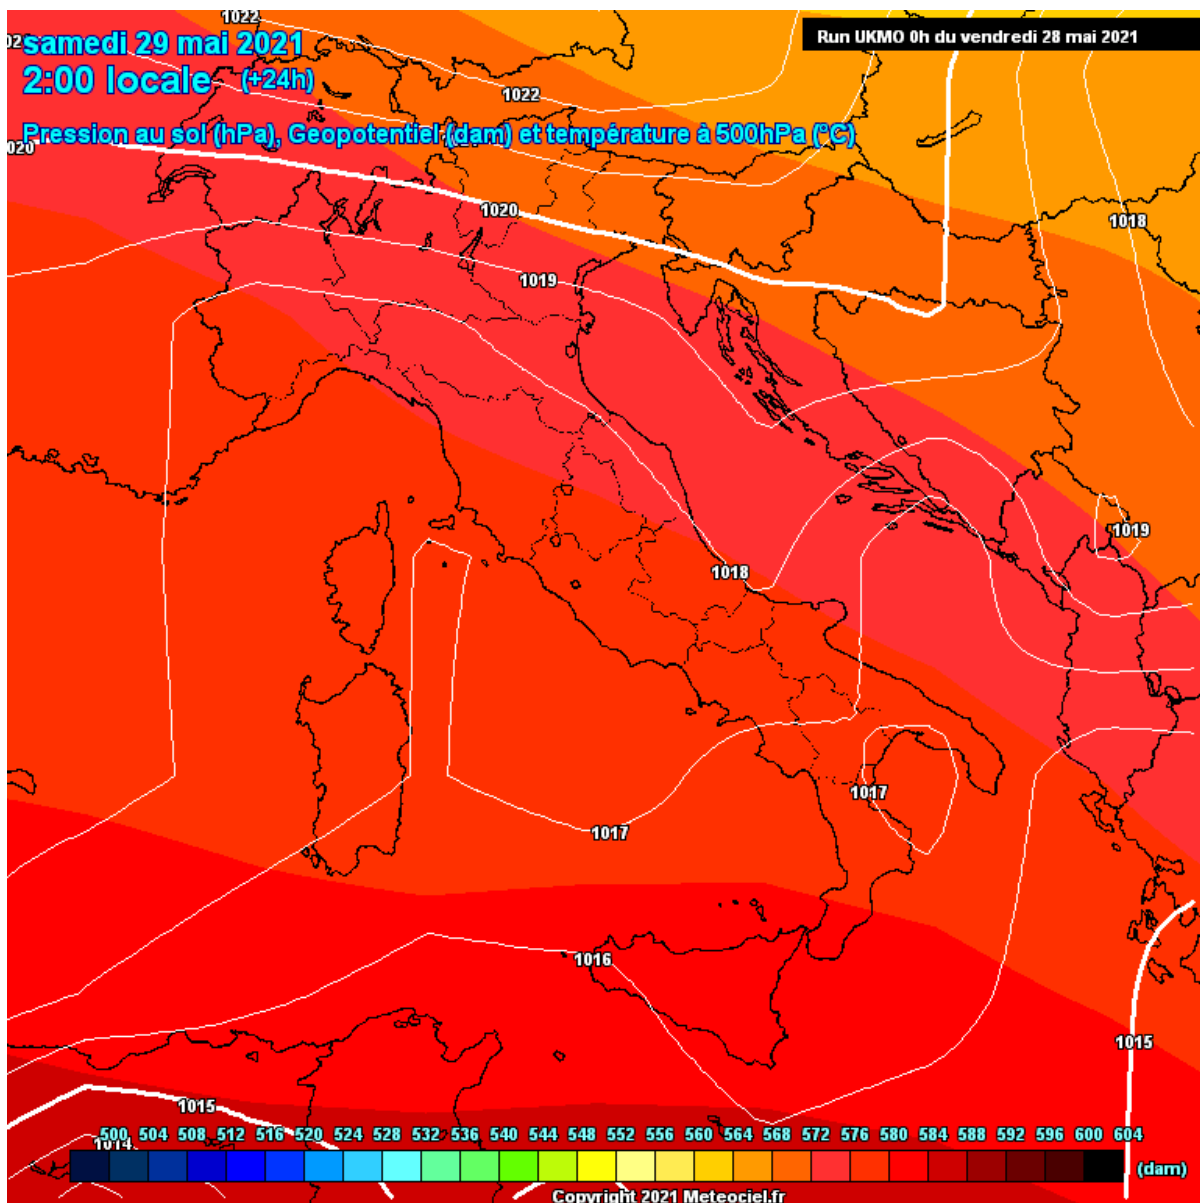 1022
samedi 29 mai 2021
Run UKMO 0h du vendredi 28 mai 2021
2:00 locale (+24h)
1022
Pression au sol (hPa), Geopotentiel (dam) et température à 500hPa (°C)
1020
1018
1019
1019
1018
1017
1017
1016
1015
1015
1014
500 504 508 512 516 520 524 528 532 536 540 544 548 552 556 560 564 568 572 576 580 584 588 592 596 600 604
(dam)
Copyright 2021 Meteociel.fr